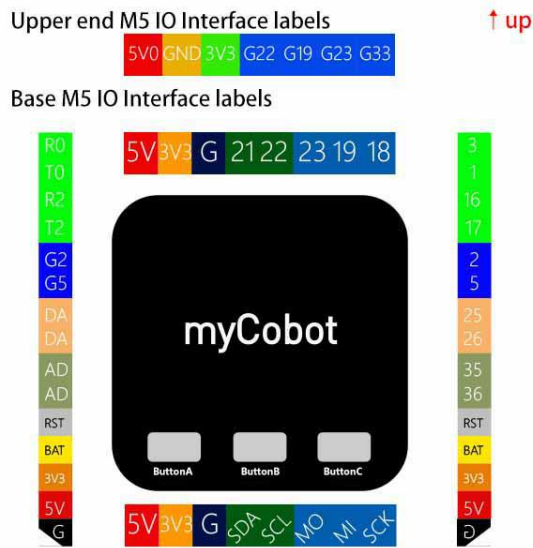 Upper end M5 IO Interface labels
↑ up
5V0 GND 3V3 G22 G19 G23 G33
Base M5 IO Interface labels
5V 3V3 G 21 22 23 19 18
R0
T0
R2
T2
G2
G5
DA
DA
AD
AD
RST
BAT
3V3
5V
G
myCobot
ButtonA ButtonB ButtonC
3
1
16
17
2
5
25
26
35
36
RST
BAT
3V3
5V
G
5V 3V3 G SDA SCL MO MI SCK